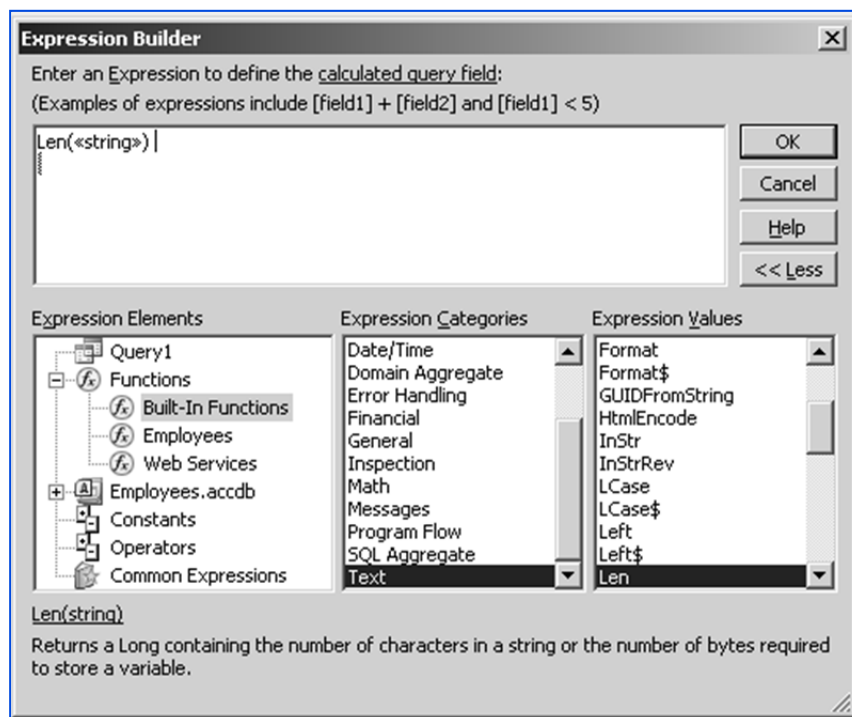 Expression Builder
Enter an Expression to define the calculated query field:
(Examples of expressions include [field1] + [field2] and [field1] < 5)
Len(«string»)
OK
Cancel
Help
<< Less
Expression Elements
Query1
Functions
Built-In Functions
Employees
Web Services
Employees.accdb
Constants
Operators
Common Expressions
Expression Categories
Date/Time
Domain Aggregate
Error Handling
Financial
General
Inspection
Math
Messages
Program Flow
SQL Aggregate
Text
Expression Values
Format
Format$
GUIDFromString
HtmlEncode
InStr
InStrRev
LCase
LCase$
Left
Left$
Len
Len(string)
Returns a Long containing the number of characters in a string or the number of bytes required
to store a variable.